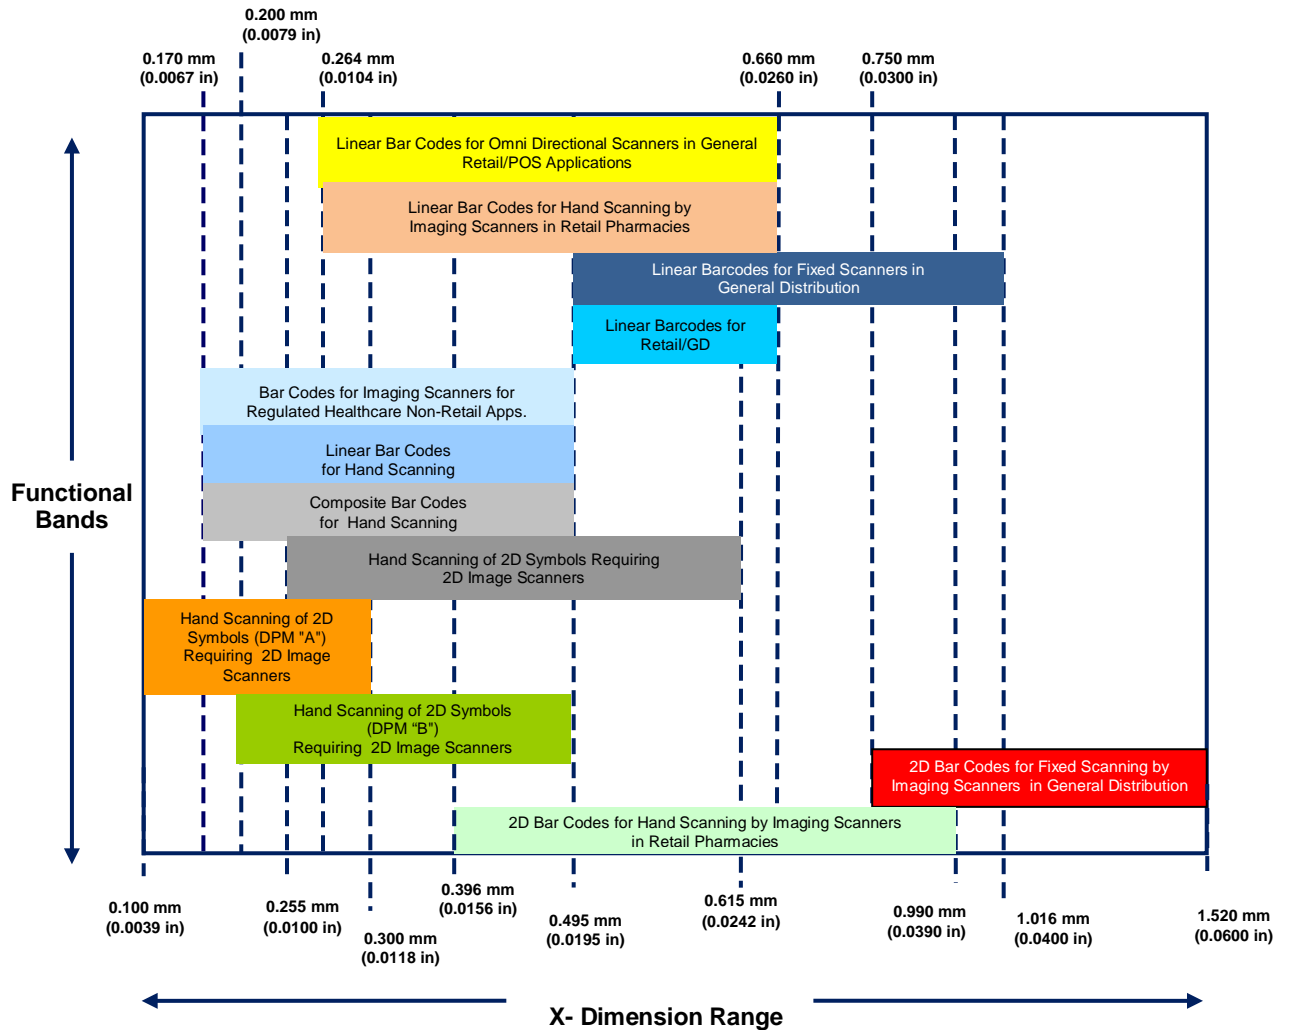 0.200 mm
(0.0079 in)
0.170 mm
(0.0067 in)
0.264 mm
(0.0104 in)
0.660 mm
(0.0260 in)
0.750 mm
(0.0300 in)
Linear Bar Codes for Omni Directional Scanners in General
Retail/POS Applications
Linear Bar Codes for Hand Scanning by
Imaging Scanners in Retail Pharmacies
Linear Barcodes for Fixed Scanners in
General Distribution
Linear Barcodes for
Retail/GD
Bar Codes for Imaging Scanners for
Regulated Healthcare Non-Retail Apps.
Linear Bar Codes
for Hand Scanning
Functional
Bands
Composite Bar Codes
for Hand Scanning
Hand Scanning of 2D Symbols Requiring
2D Image Scanners
Hand Scanning of 2D
Symbols (DPM "A")
Requiring 2D Image
Scanners
Hand Scanning of 2D Symbols
(DPM “B")
Requiring 2D Image Scanners
2D Bar Codes for Fixed Scanning by
Imaging Scanners in General Distribution
2D Bar Codes for Hand Scanning by Imaging Scanners
in Retail Pharmacies
0.100 mm
(0.0039 in)
0.255 mm
(0.0100 in)
0.300 mm
(0.0118 in)
0.396 mm
(0.0156 in)
0.495 mm
(0.0195 in)
0.615 mm
(0.0242 in)
0.990 mm
(0.0390 in)
1.016 mm
(0.0400 in)
1.520 mm
(0.0600 in)
X- Dimension Range